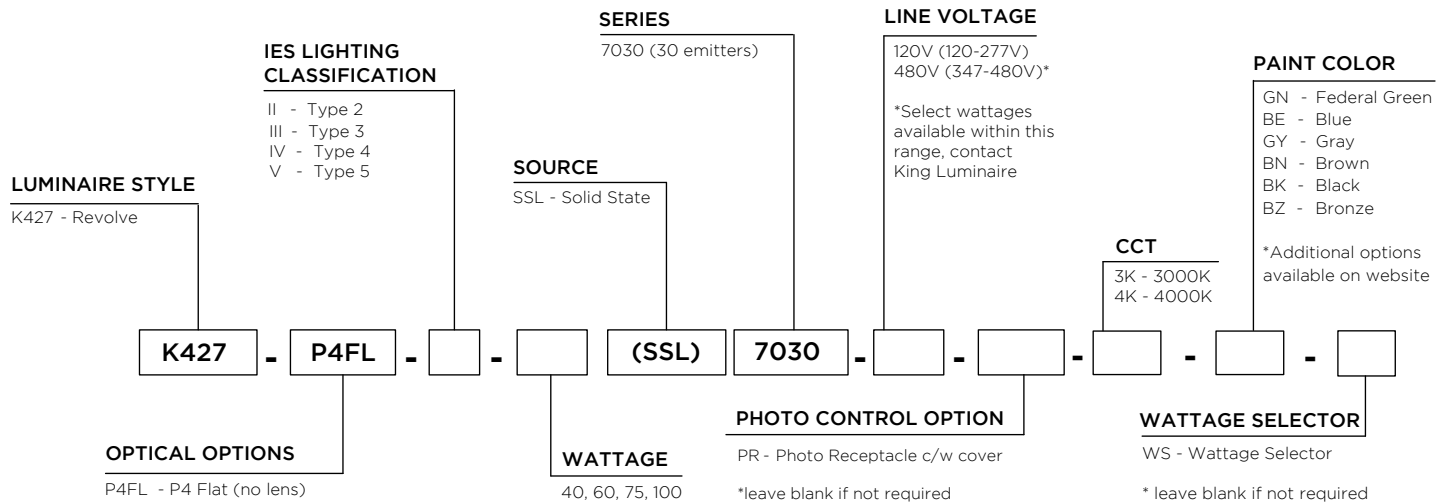 LUMINAIRE STYLE
K427 - Revolve
IES LIGHTING
CLASSIFICATION
II - Type 2
III - Type 3
IV - Type 4
V - Type 5
SOURCE
SSL - Solid State
SERIES
7030 (30 emitters)
LINE VOLTAGE
120V (120-277V)
480V (347-480V)*
*Select wattages
available within this
range, contact
King Luminaire
CCT
3K - 3000K
4K - 4000K
PAINT COLOR
GN - Federal Green
BE - Blue
GY - Gray
BN - Brown
BK - Black
BZ - Bronze
*Additional options
available on website
K427 - P4FL - - (SSL) 7030 - - - - -
OPTICAL OPTIONS
P4FL - P4 Flat (no lens)
WATTAGE
40, 60, 75, 100
PHOTO CONTROL OPTION
PR - Photo Receptacle c/w cover
*leave blank if not required
WATTAGE SELECTOR
WS - Wattage Selector
* leave blank if not required